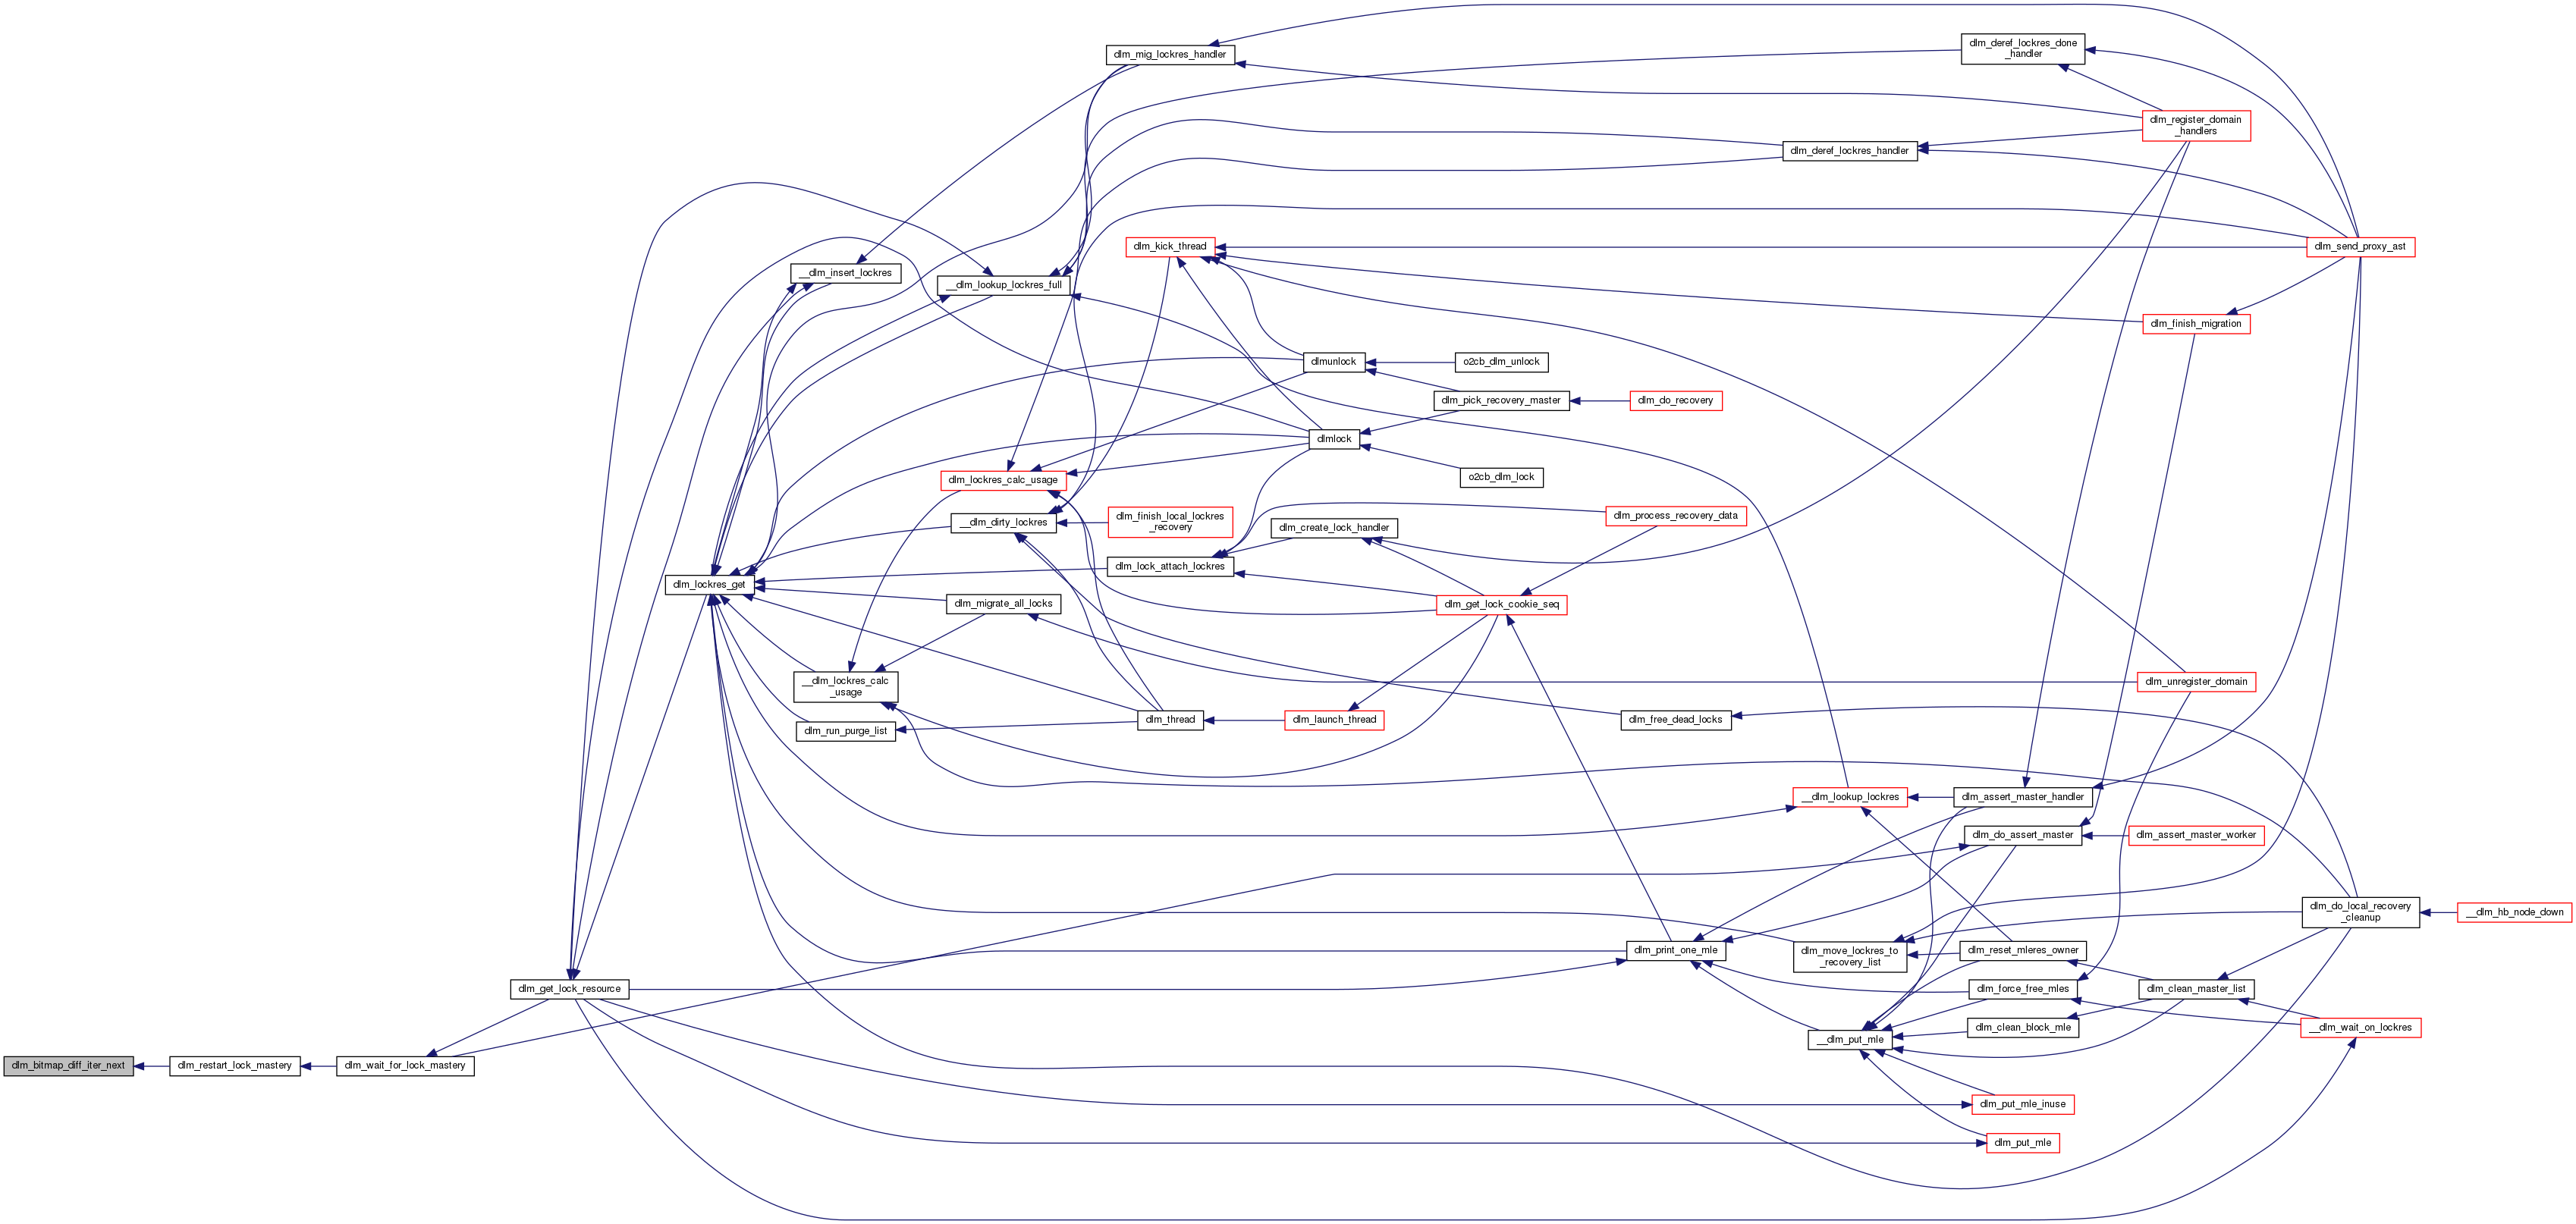 dlm_mig_lockres_handler
dlm_deref_lockres_done
_handler
dlm_register_domain
_handlers
dlm_deref_lockres_handler
dlm_kick_thread
dlm_send_proxy_ast
__dlm_insert_lockres
__dlm_lookup_lockres_full
dlm_finish_migration
dlmunlock
o2cb_dlm_unlock
dlm_pick_recovery_master
dlm_do_recovery
dlmlock
dlm_lockres_calc_usage
o2cb_dlm_lock
__dlm_dirty_lockres
dlm_finish_local_lockres
_recovery
dlm_create_lock_handler
dlm_process_recovery_data
dlm_lock_attach_lockres
dlm_lockres_get
dlm_migrate_all_locks
dlm_get_lock_cookie_seq
__dlm_lockres_calc
_usage
dlm_unregister_domain
dlm_run_purge_list
dlm_thread
dlm_launch_thread
dlm_free_dead_locks
__dlm_lookup_lockres
dlm_assert_master_handler
dlm_do_assert_master
dlm_assert_master_worker
dlm_do_local_recovery
_cleanup
__dlm_hb_node_down
dlm_print_one_mle
dlm_move_lockres_to
_recovery_list
dlm_reset_mleres_owner
dlm_get_lock_resource
dlm_force_free_mles
dlm_clean_master_list
__dlm_put_mle
dlm_clean_block_mle
__dlm_wait_on_lockres
dlm_bitmap_diff_iter_next
dlm_restart_lock_mastery
dlm_wait_for_lock_mastery
dlm_put_mle_inuse
dlm_put_mle